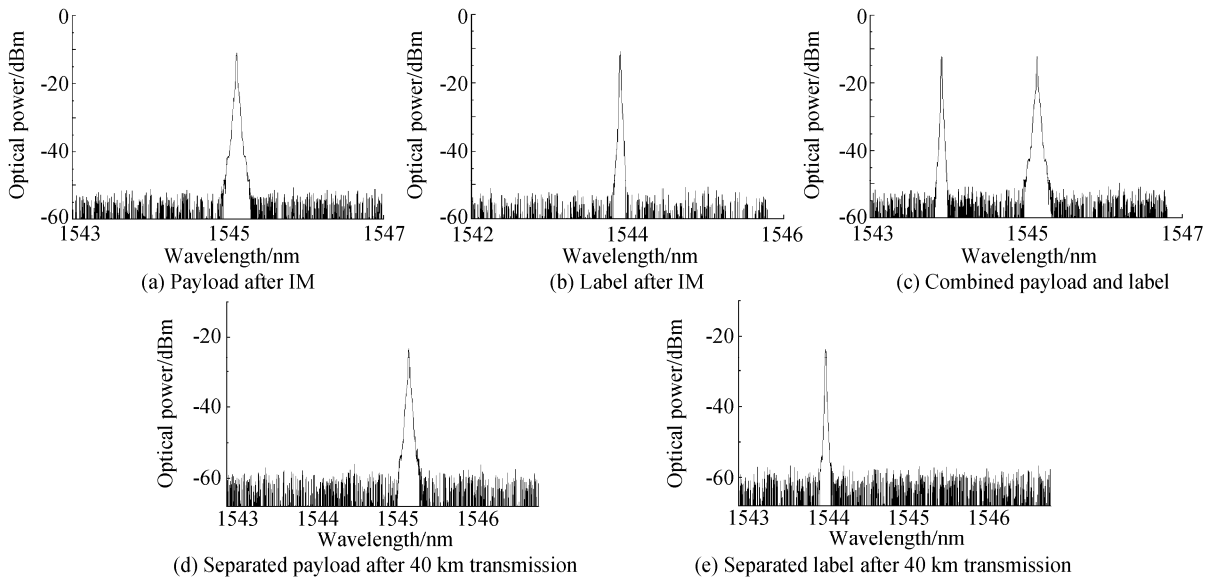 0
-20
-40
-60
Optical power/dBm
1543 1545 1547
Wavelength/nm
(a) Payload after IM
0
-20
-40
-60
Optical power/dBm
1542 1544 1546
Wavelength/nm
(b) Label after IM
0
-20
-40
-60
Optical power/dBm
1543 1545 1547
Wavelength/nm
(c) Combined payload and label
-20
-40
-60
Optical power/dBm
1543 1544 1545 1546
Wavelength/nm
(d) Separated payload after 40 km transmission
-20
-40
-60
Optical power/dBm
1543 1544 1545 1546
Wavelength/nm
(e) Separated label after 40 km transmission